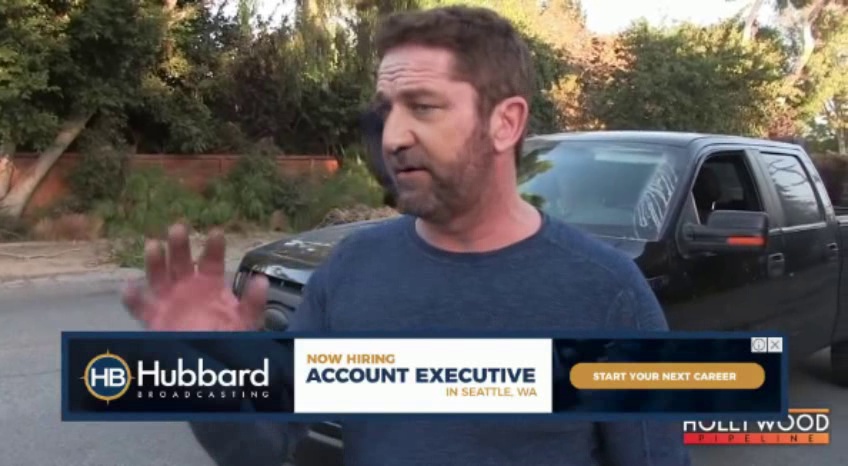 HB Hubbard
BROADCASTING
NOW HIRING
ACCOUNT EXECUTIVE
IN SEATTLE, WA
START YOUR NEXT CAREER
HOLLYWOOD
PIPELINE